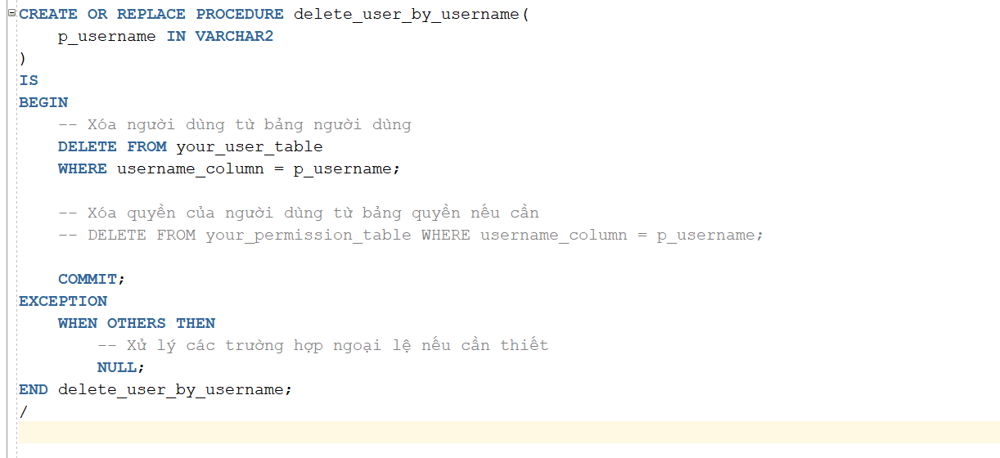 CREATE OR REPLACE PROCEDURE delete_user_by_username(
    p_username IN VARCHAR2
)
IS
BEGIN
    -- Xóa người dùng từ bảng người dùng
    DELETE FROM your_user_table
    WHERE username_column = p_username;

    -- Xóa quyền của người dùng từ bảng quyền nếu cần
    -- DELETE FROM your_permission_table WHERE username_column = p_username;

    COMMIT;
EXCEPTION
    WHEN OTHERS THEN
        -- Xử lý các trường hợp ngoại lệ nếu cần thiết
        NULL;
END delete_user_by_username;
/